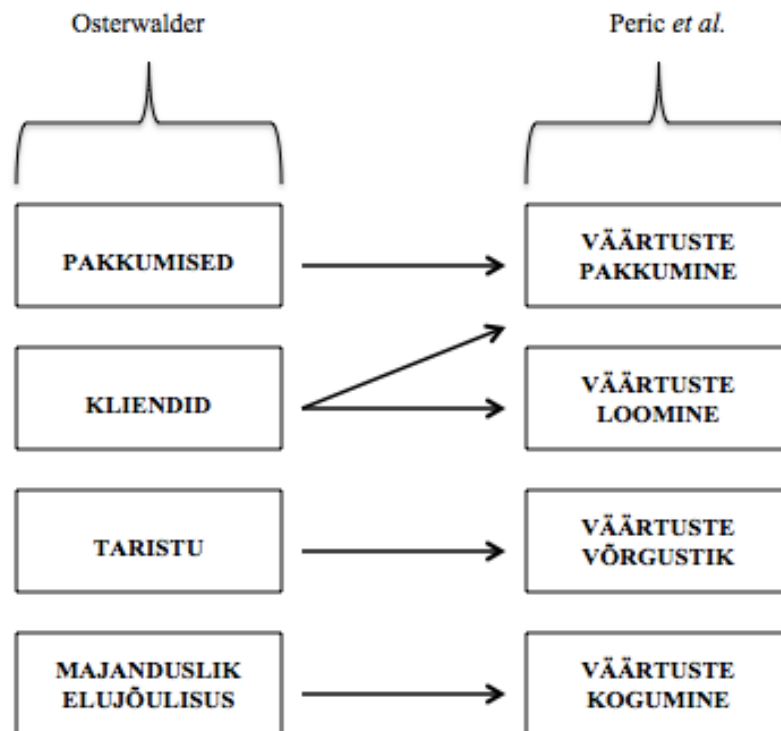 Osterwalder
Peric et al.
PAKKUMISED
VÄÄRTUSTE
PAKKUMINE
KLIENDID
VÄÄRTUSTE
LOOMINE
TARISTU
VÄÄRTUSTE
VÕRGUSTIK
MAJANDUSLIK
ELUJÕULISUS
VÄÄRTUSTE
KOGUMINE